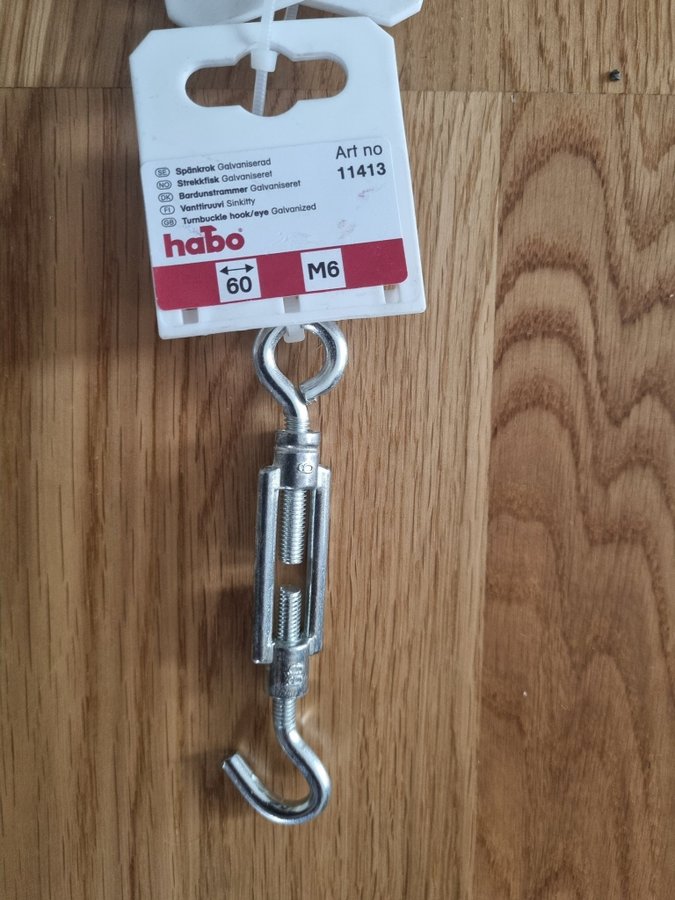 Art no
11413
SE Spänkrok Galvaniserad
NO Strekkfisk Galvaniseret
DK Bardunstrammer Galvaniseret
FI Vanttiruuvi Sinkitty
GB Turnbuckle hook/eye Galvanized
habo
60
M6
6